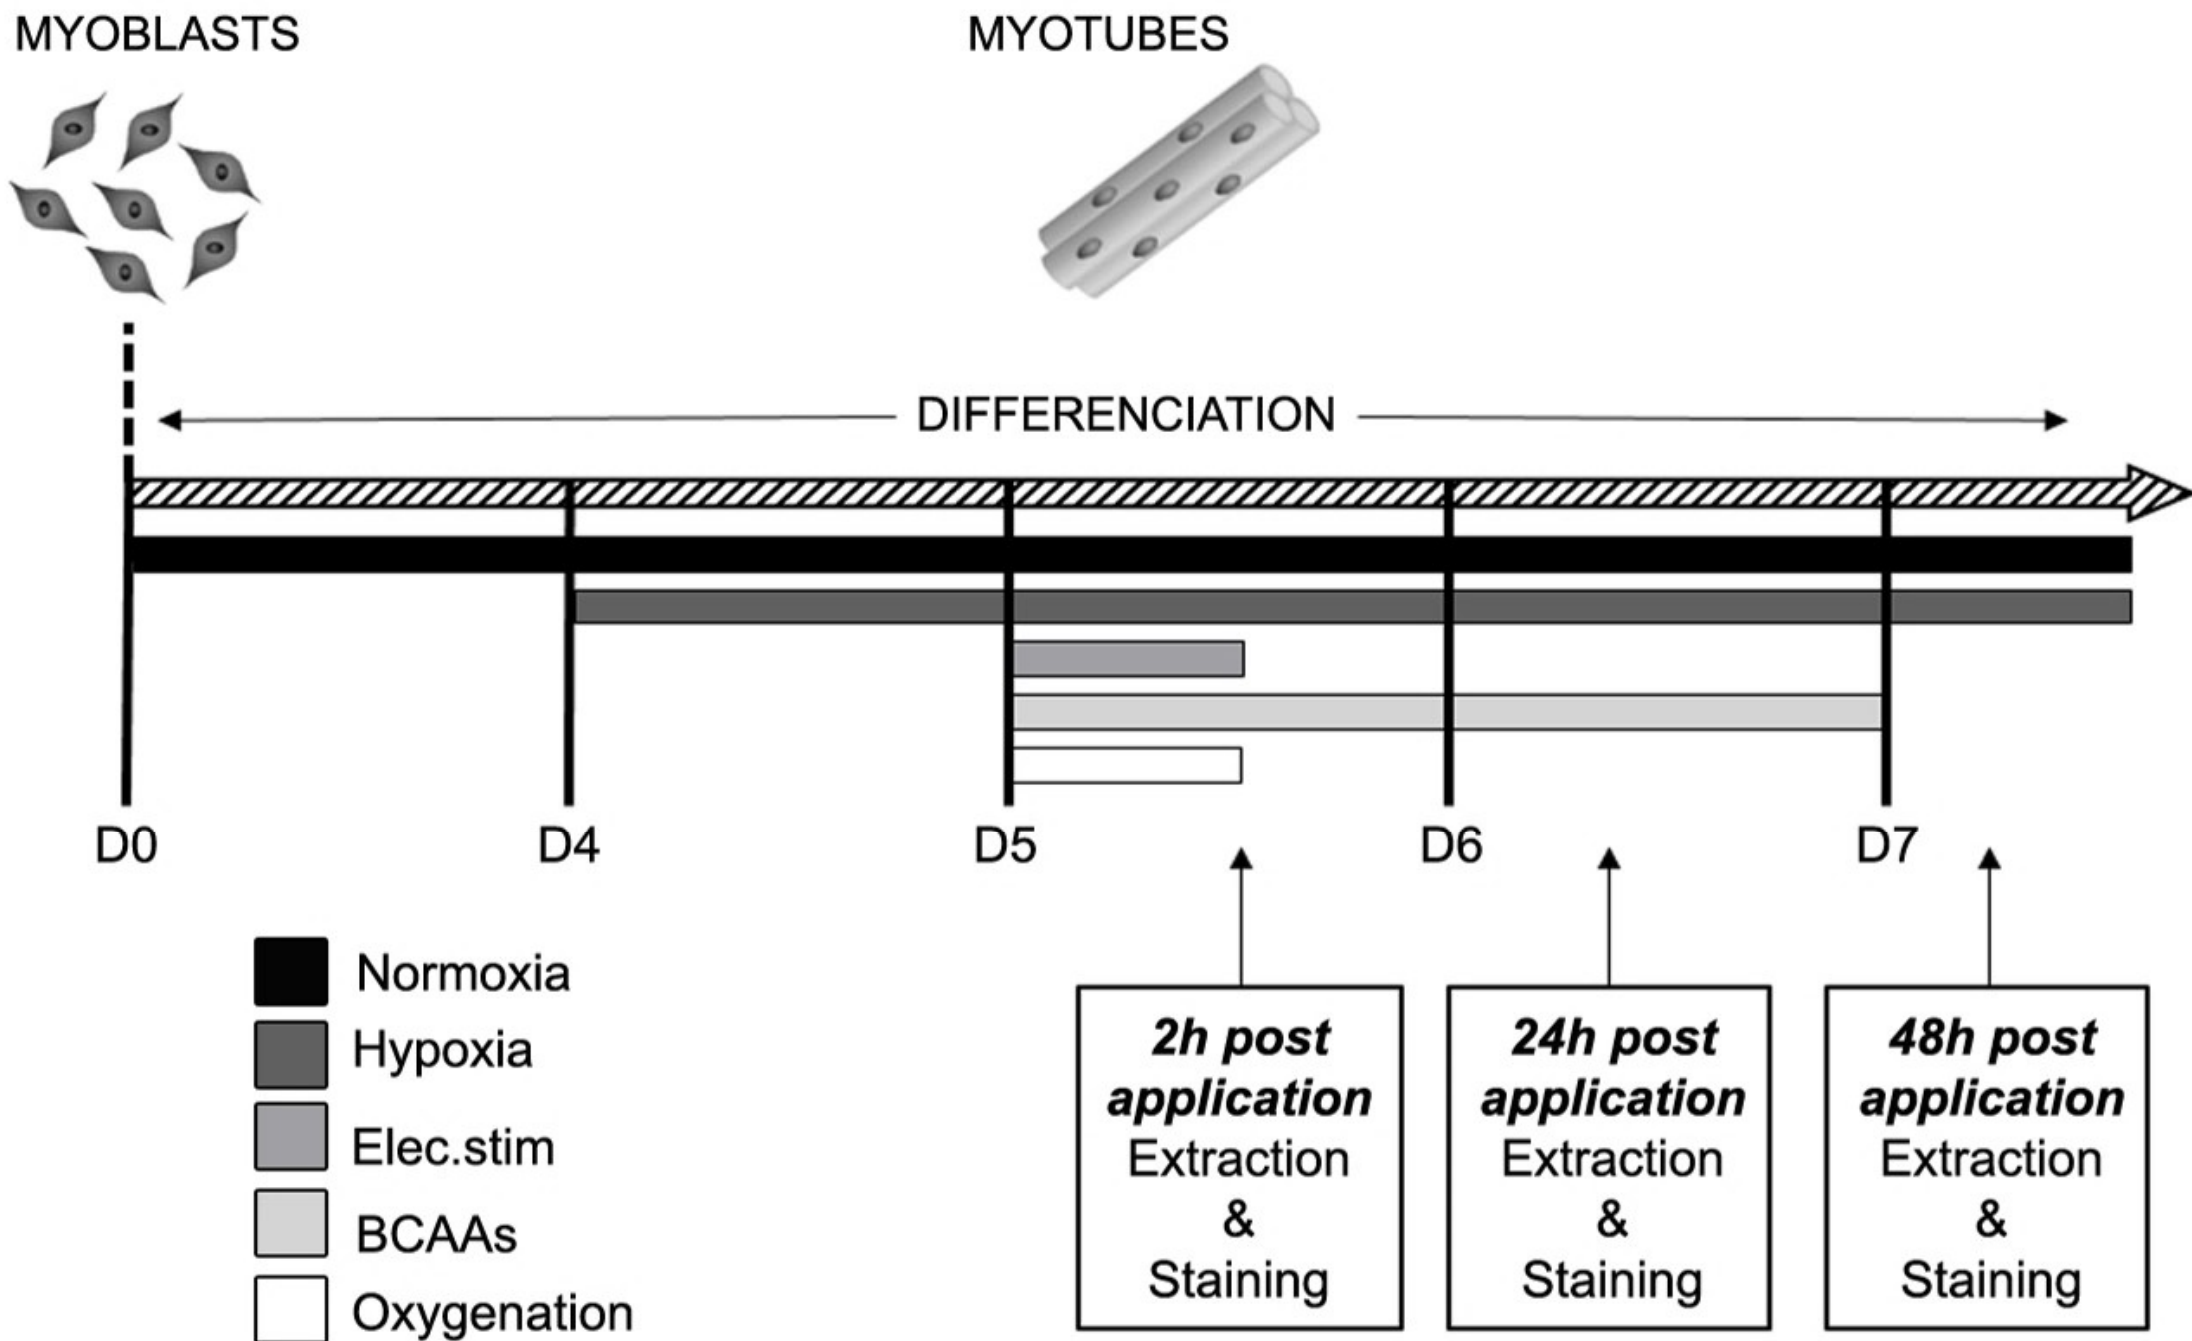 MYOBLASTS
MYOTUBES
DIFFERENCIATION
D0
D4
D5
D6
D7
Normoxia
Hypoxia
Elec.stim
BCAAs
Oxygenation
2h post
application
Extraction
&
Staining
24h post
application
Extraction
&
Staining
48h post
application
Extraction
&
Staining